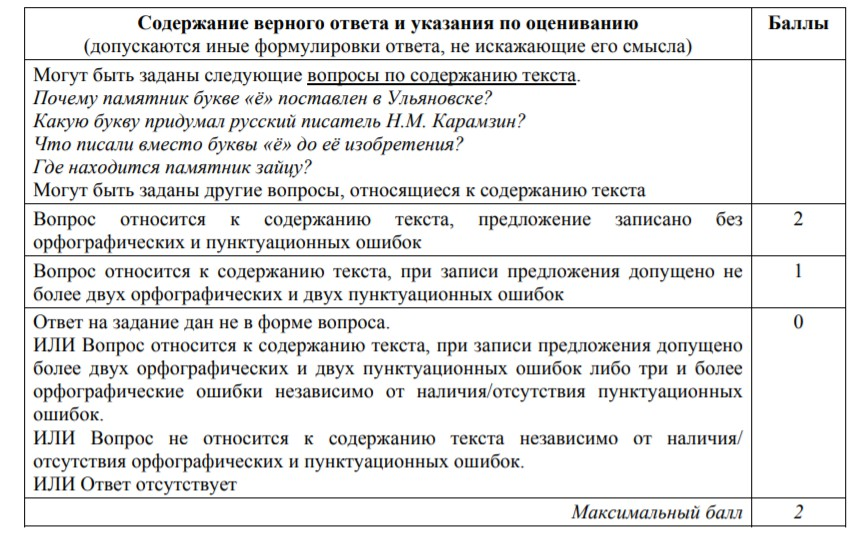 Содержание верного ответа и указания по оцениванию
(допускаются иные формулировки ответа, не искажающие его смысла)
Баллы
Могут быть заданы следующие вопросы по содержанию текста.
Почему памятник букве «ё» поставлен в Ульяновске?
Какую букву придумал русский писатель Н.М. Карамзин?
Что писали вместо буквы «ё» до её изобретения?
Где находится памятник зайцу?
Могут быть заданы другие вопросы, относящиеся к содержанию текста
Вопрос относится к содержанию текста, предложение записано без
орфографических и пунктуационных ошибок
2
Вопрос относится к содержанию текста, при записи предложения допущено не
более двух орфографических и двух пунктуационных ошибок
1
Ответ на задание дан не в форме вопроса.
ИЛИ Вопрос относится к содержанию текста, при записи предложения допущено
более двух орфографических и двух пунктуационных ошибок либо три и более
орфографические ошибки независимо от наличия/отсутствия пунктуационных
ошибок.
ИЛИ Вопрос не относится к содержанию текста независимо от наличия/
отсутствия орфографических и пунктуационных ошибок.
ИЛИ Ответ отсутствует
0
Максимальный балл
2